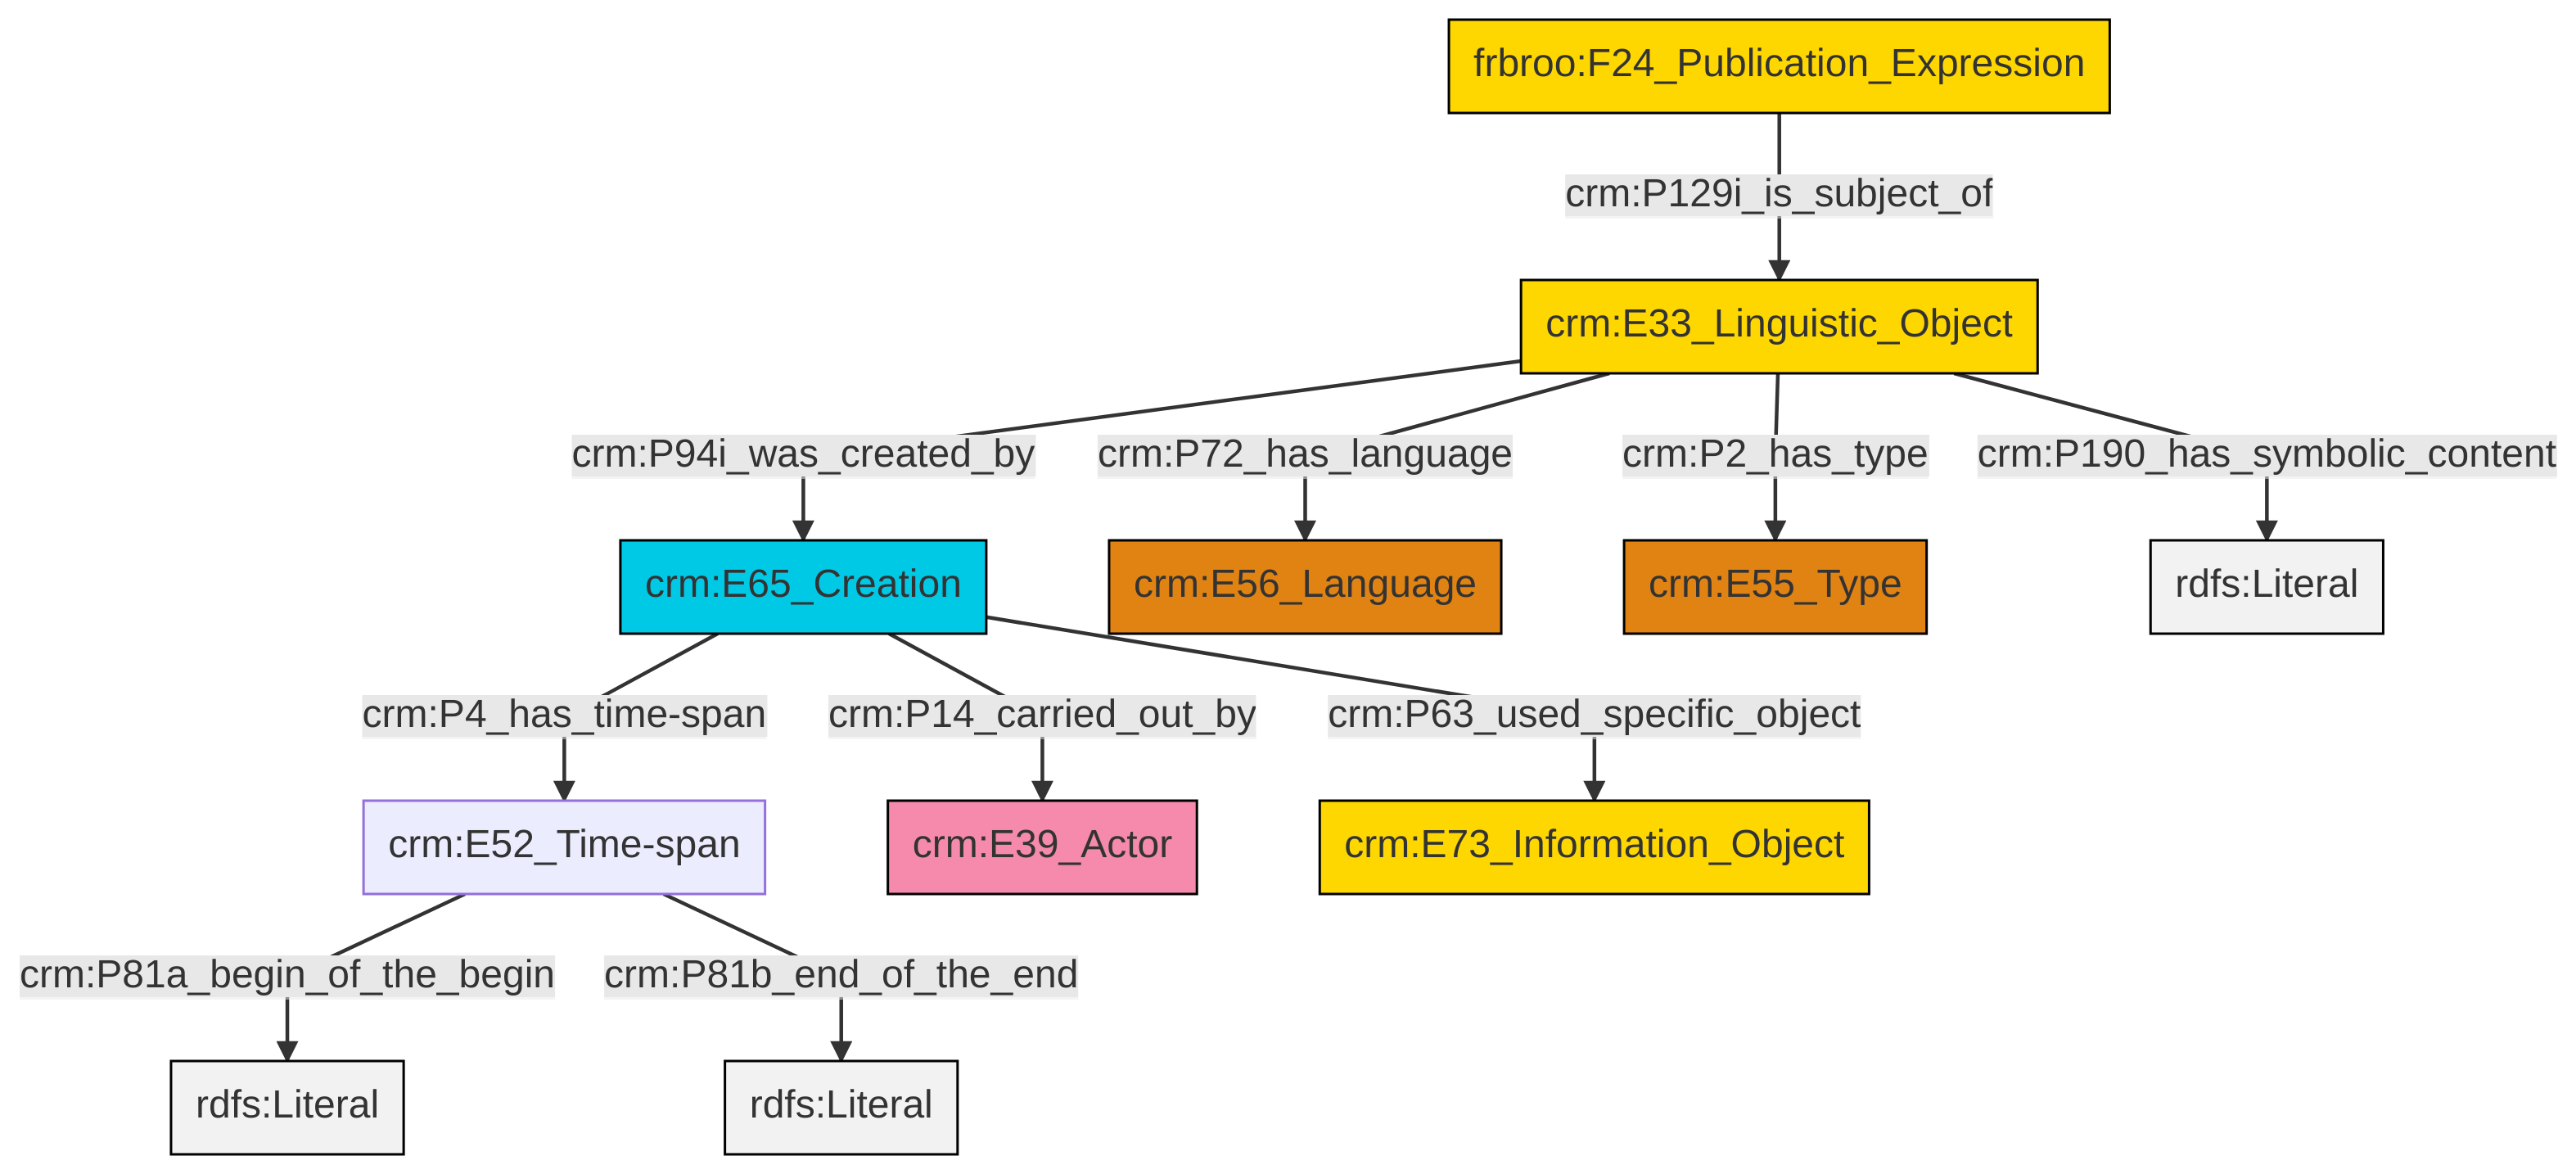 frbroo:F24_Publication_Expression
crm:P129i_is_subject_of
crm:E33_Linguistic_Object
crm:P94i_was_created_by
crm:P72_has_language
crm:P2_has_type
crm:P190_has_symbolic_content
crm:E65_Creation
crm:E56_Language
crm:E55_Type
rdfs:Literal
crm:P4_has_time-span
crm:P14_carried_out_by
crm:P63_used_specific_object
crm:E52_Time-span
crm:E39_Actor
crm:E73_Information_Object
crm:P81a_begin_of_the_begin
crm:P81b_end_of_the_end
rdfs:Literal
rdfs:Literal